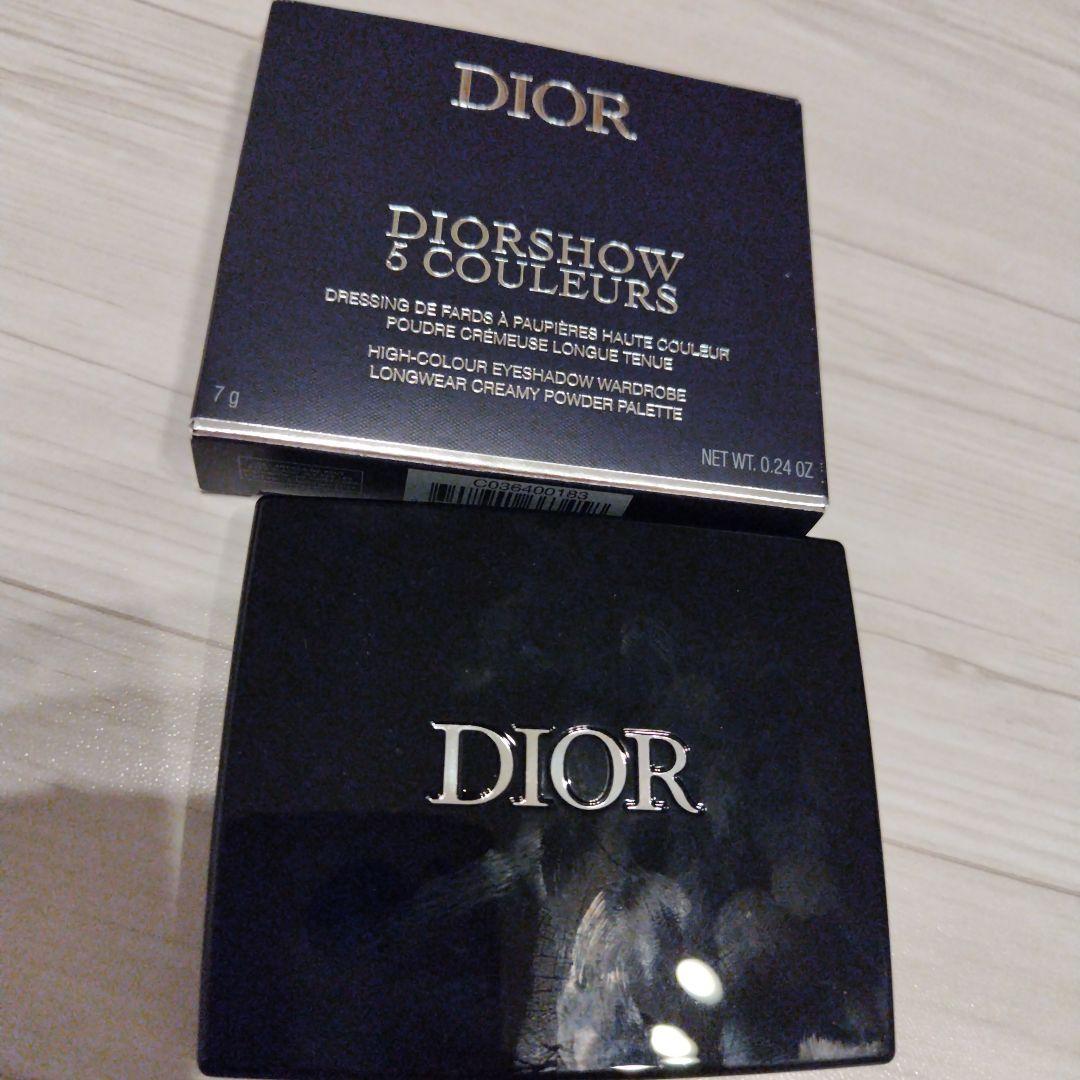 DIOR
DIORSHOW
5 COULEURS
DRESSING DE FARDS À PAUPIÈRES HAUTE COULEUR
POUDRE CRÉMEUSE LONGUE TENUE
HIGH-COLOUR EYESHADOW WARDROBE
LONGWEAR CREAMY POWDER PALETTE
7 g
NET WT. 0.24 OZ
C036400183
DIOR